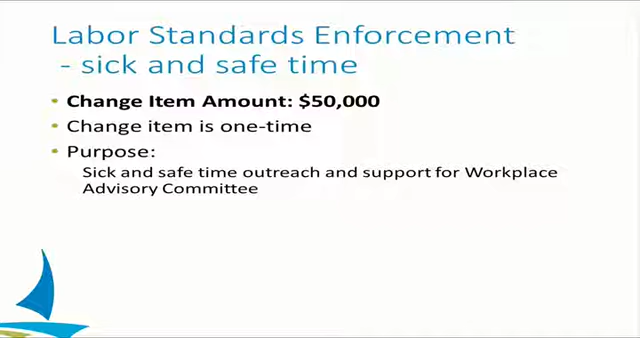 Labor Standards Enforcement
- sick and safe time
• Change Item Amount: $50,000
• Change item is one-time
• Purpose:
Sick and safe time outreach and support for Workplace
Advisory Committee